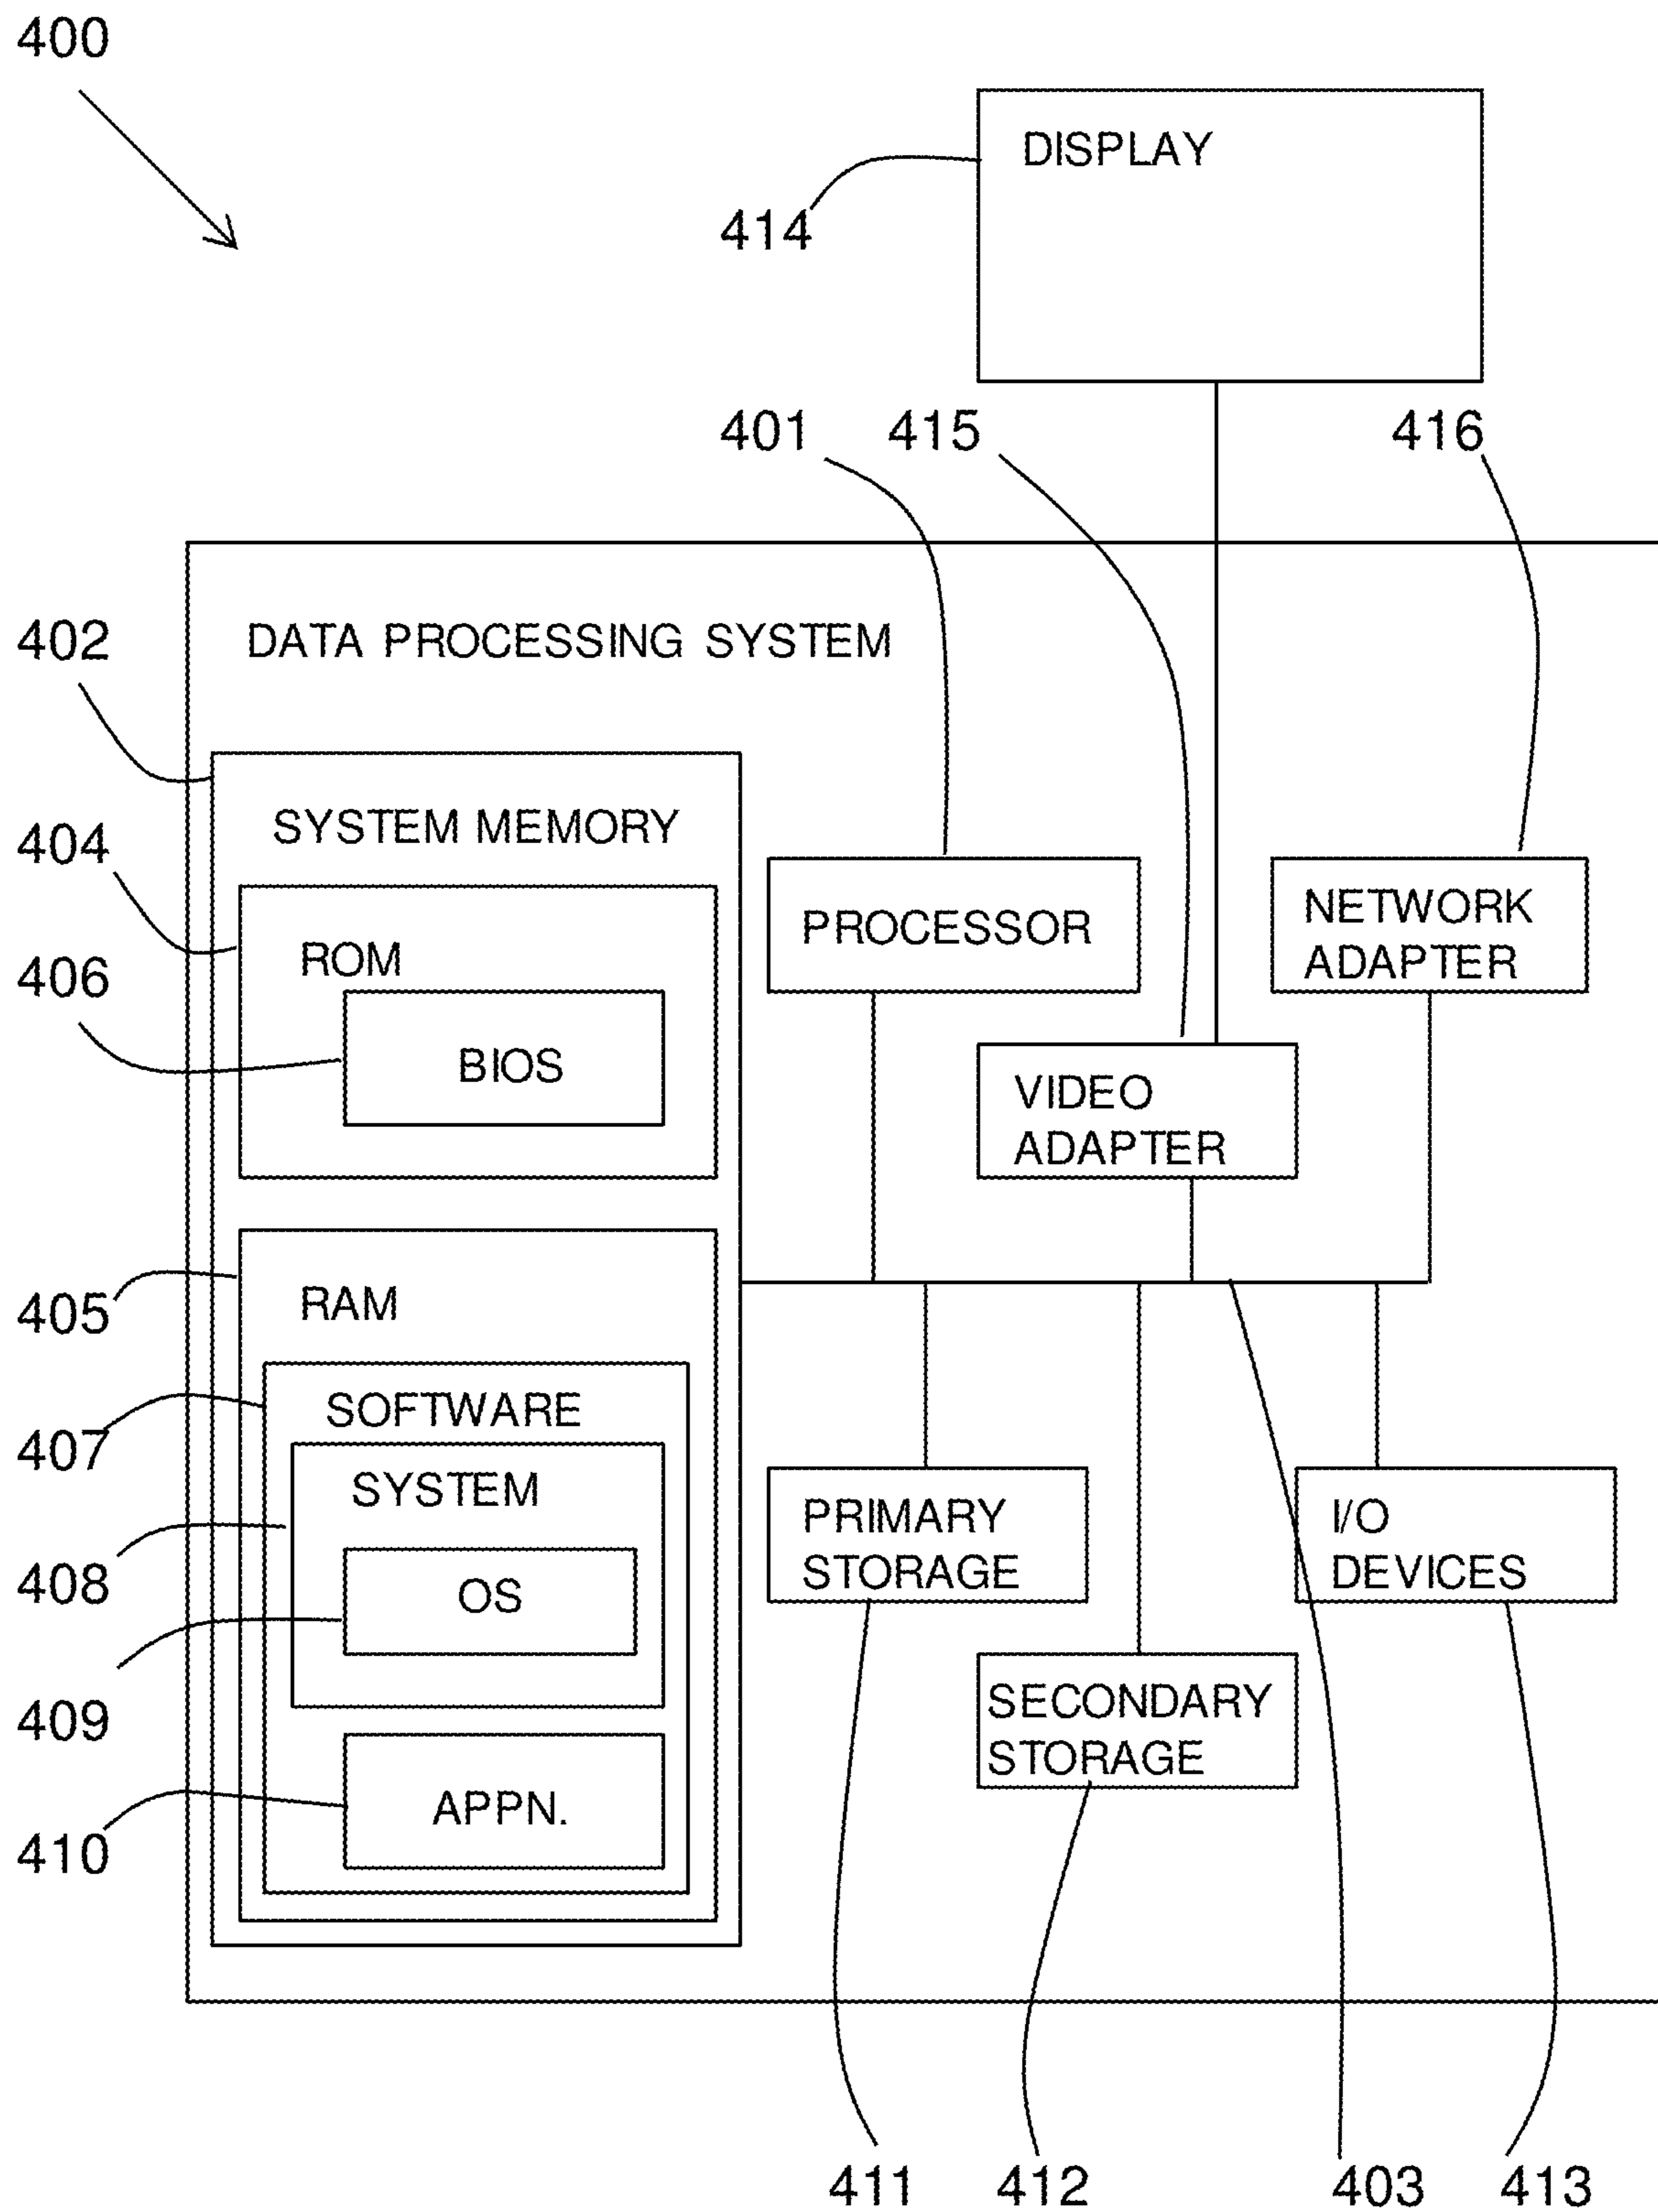 400
DISPLAY
414
401
415
416
402
DATA PROCESSING SYSTEM
SYSTEM MEMORY
404
ROM
406
BIOS
PROCESSOR
NETWORK
ADAPTER
VIDEO
ADAPTER
405
RAM
407
SOFTWARE
SYSTEM
408
OS
409
410
APPN.
PRIMARY
STORAGE
I/O
DEVICES
SECONDARY
STORAGE
411
412
403
413